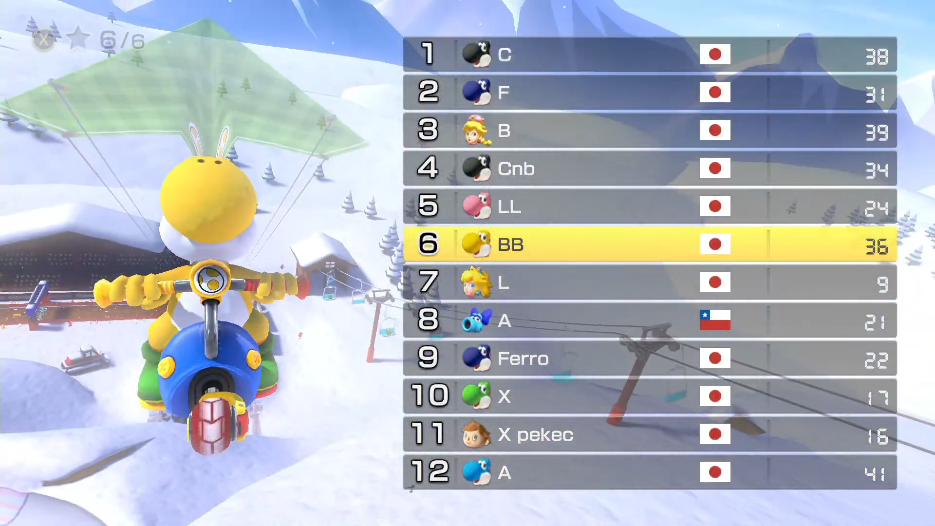 X ★ 6/6
1 C 38
2 F 31
3 B 39
4 Cnb 34
5 LL 24
6 BB 36
7 L 9
8 A 21
9 Ferro 22
10 X 17
11 X pekec 16
12 A 41